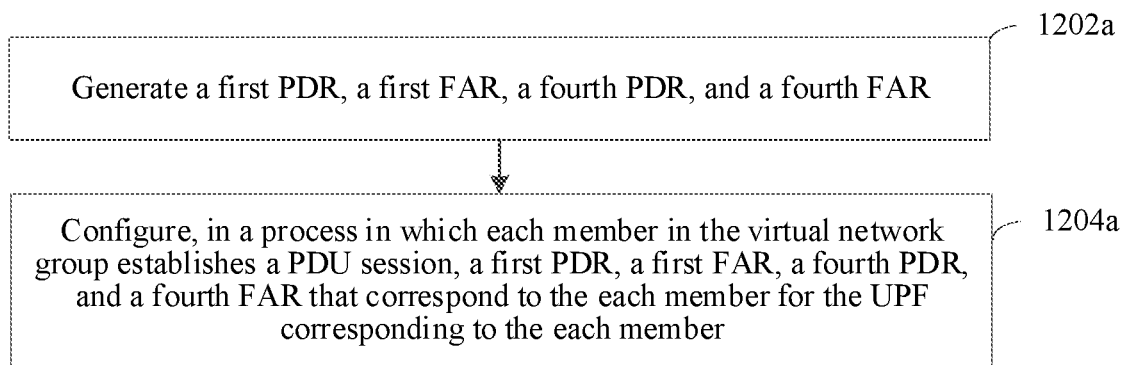 1202a
Generate a first PDR, a first FAR, a fourth PDR, and a fourth FAR
1204a
Configure, in a process in which each member in the virtual network
group establishes a PDU session, a first PDR, a first FAR, a fourth PDR,
and a fourth FAR that correspond to the each member for the UPF
corresponding to the each member